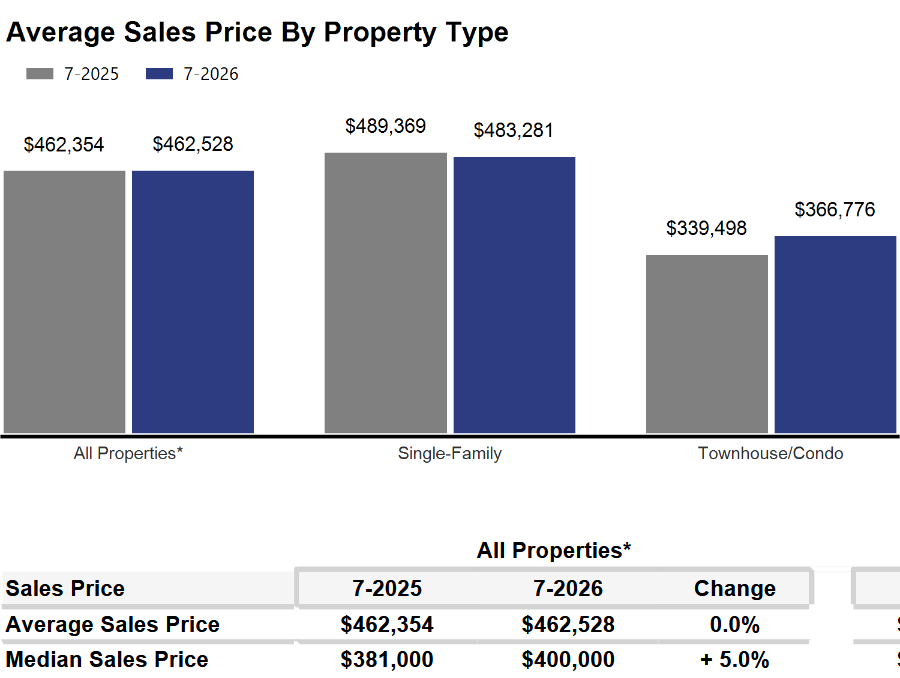 Average Sales Price By Property Type
7-2025 7-2026
$462,354 $462,528 $489,369 $483,281 $339,498 $366,776
All Properties* Single-Family Townhouse/Condo
All Properties*
Sales Price 7-2025 7-2026 Change
Average Sales Price $462,354 $462,528 0.0%
Median Sales Price $381,000 $400,000 + 5.0%